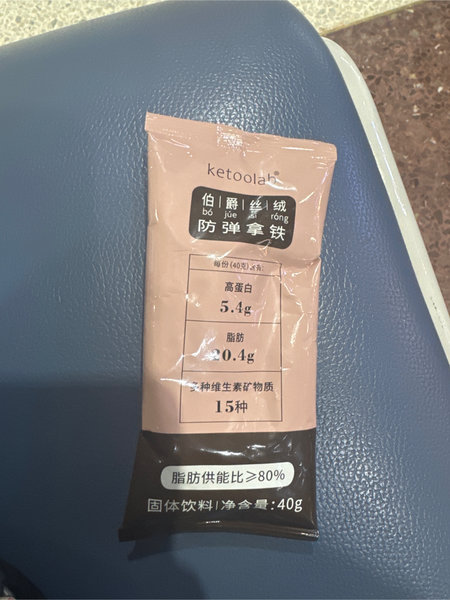 ketoolab®
伯|爵|丝|绒
bó jüe sī róng
防弹拿铁
每份(40克)含有:
高蛋白
5.4g
脂肪
20.4g
多种维生素矿物质
15种
脂肪供能比≥80%
固体饮料/净含量:40g